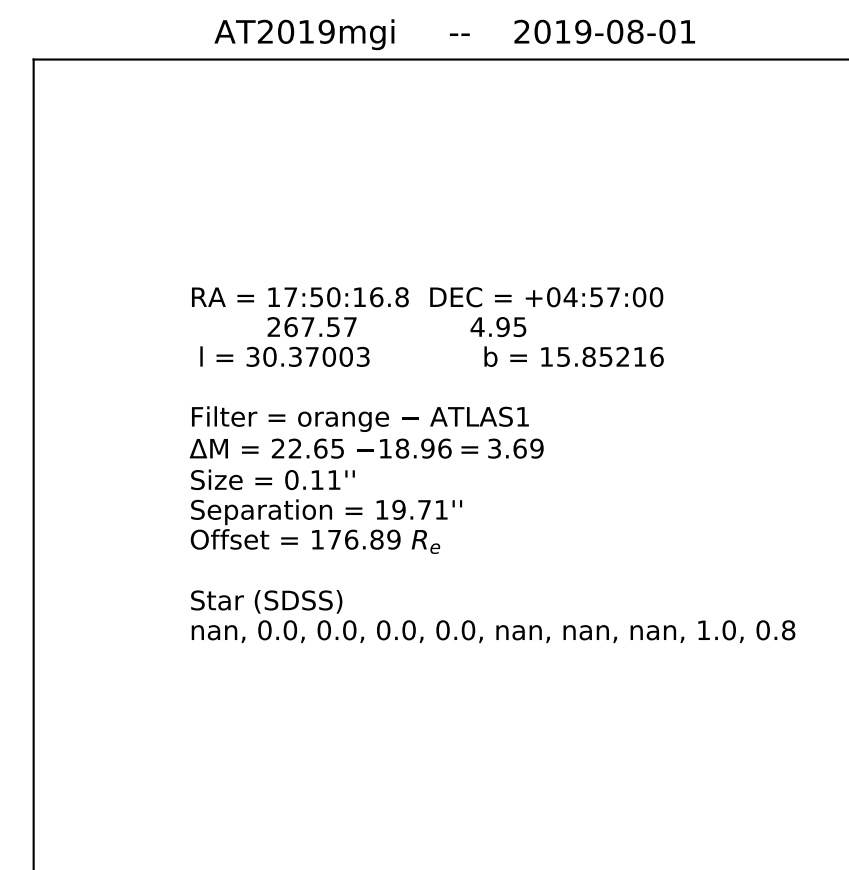 AT2019mgi -- 2019-08-01
RA = 17:50:16.8 DEC = +04:57:00
267.57 4.95
l = 30.37003 b = 15.85216
Filter = orange − ATLAS1
ΔM = 22.65 −18.96 = 3.69
Size = 0.11''
Separation = 19.71''
Offset = 176.89 Rₑ
Star (SDSS)
nan, 0.0, 0.0, 0.0, 0.0, nan, nan, nan, 1.0, 0.8